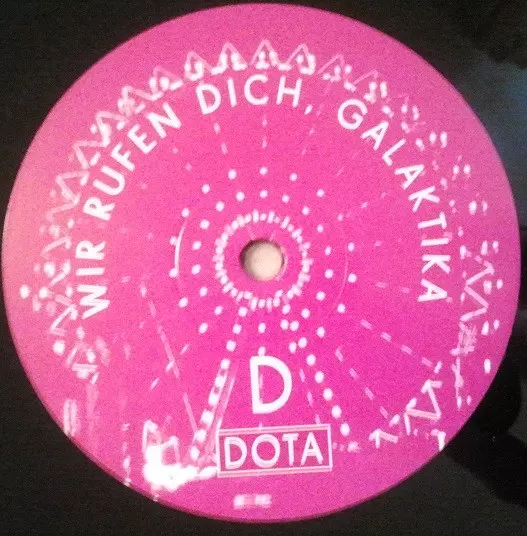 WIR RUFEN DICH, GALAKTIKA
D
DOTA